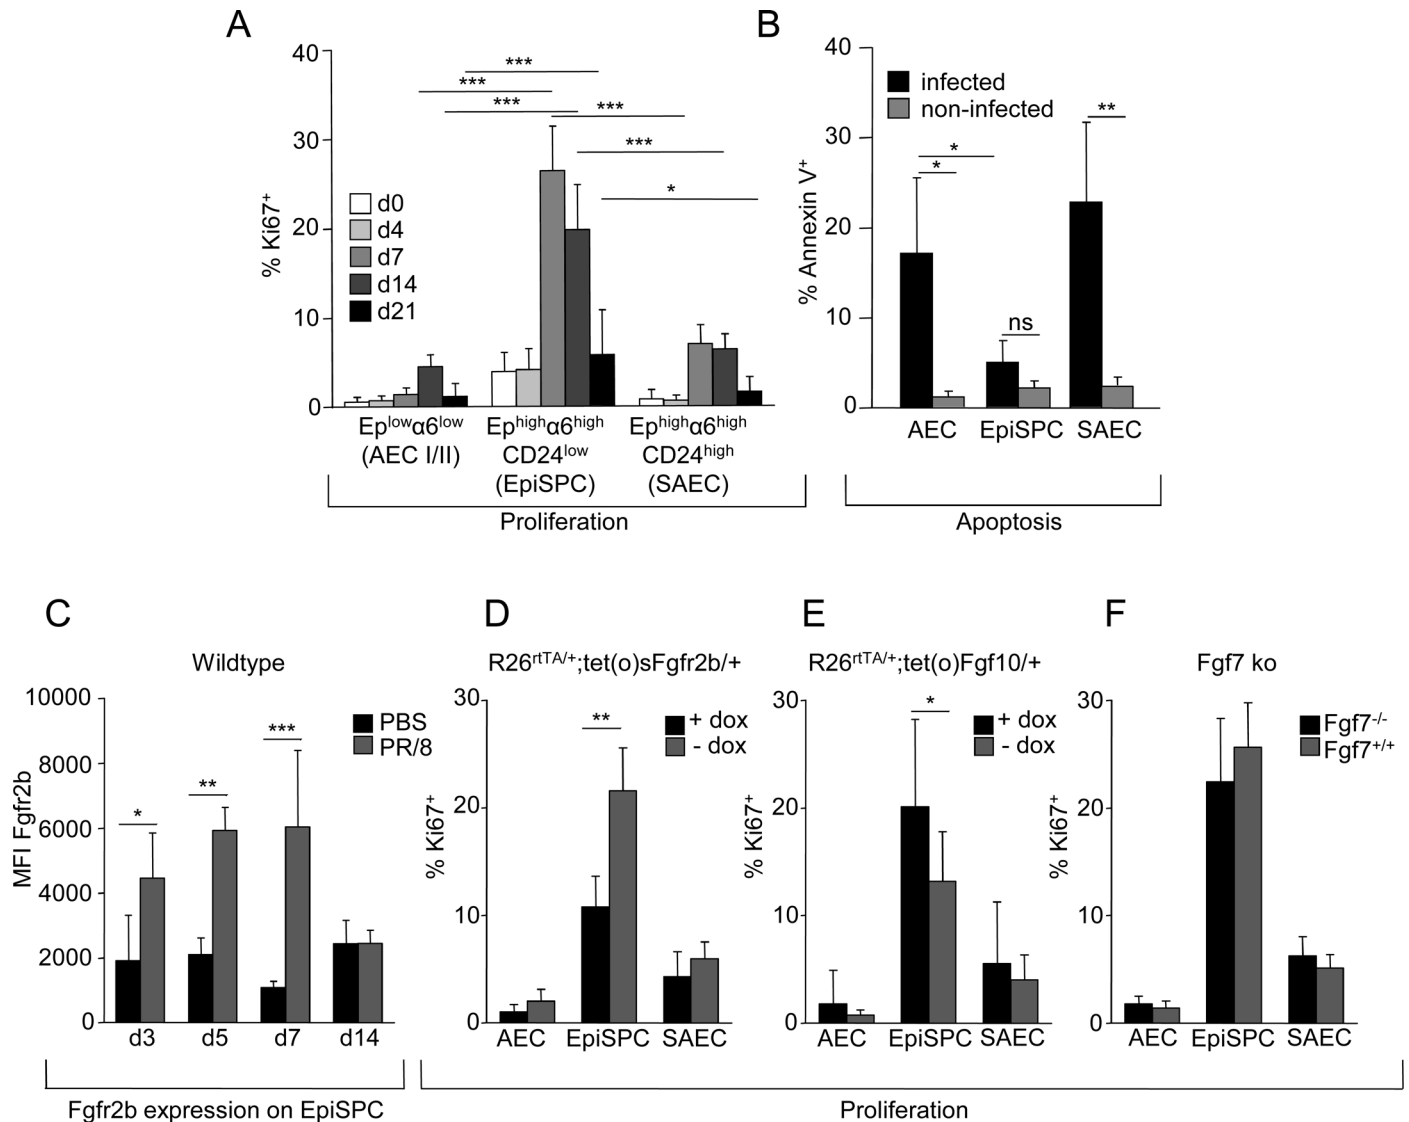 A
40
30
20
10
0
% Ki67+
d0
d4
d7
d14
d21
***
***
***
***
***
*
Eplowα6low
(AEC I/II)
Ephighα6high
CD24low
(EpiSPC)
Ephighα6high
CD24high
(SAEC)
Proliferation
B
40
30
20
10
0
% Annexin V+
infected
non-infected
*
*
ns
**
AEC
EpiSPC
SAEC
Apoptosis
C
Wildtype
10000
8000
6000
4000
2000
0
MFI Fgfr2b
PBS
PR/8
*
**
***
d3
d5
d7
d14
Fgfr2b expression on EpiSPC
D
R26rtTA/+;tet(o)sFgfr2b/+
30
20
10
0
% Ki67+
+ dox
- dox
**
AEC
EpiSPC
SAEC
E
R26rtTA/+;tet(o)Fgf10/+
30
20
10
0
% Ki67+
+ dox
- dox
*
AEC
EpiSPC
SAEC
F
Fgf7 ko
30
20
10
0
% Ki67+
Fgf7-/-
Fgf7+/+
AEC
EpiSPC
SAEC
Proliferation